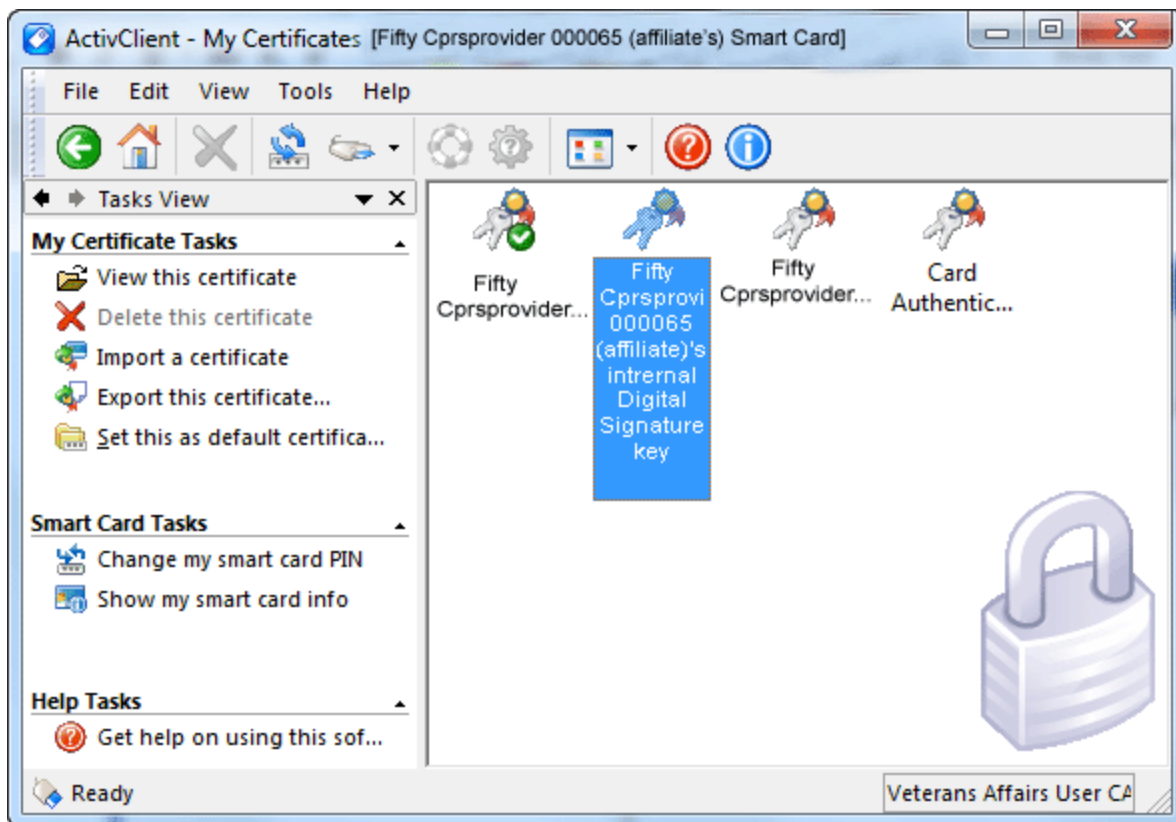 ActivClient - My Certificates [Fifty Cprsprovider 000065 (affiliate's) Smart Card]
File Edit View Tools Help
Tasks View
My Certificate Tasks
View this certificate
Delete this certificate
Import a certificate
Export this certificate...
Set this as default certifica...
Smart Card Tasks
Change my smart card PIN
Show my smart card info
Help Tasks
Get help on using this sof...
Fifty
Cprsprovider...
Fifty
Cprsprovi
000065
(affiliate)'s
intrernal
Digital
Signature
key
Fifty
Cprsprovider...
Card
Authentic...
Ready
Veterans Affairs User CA